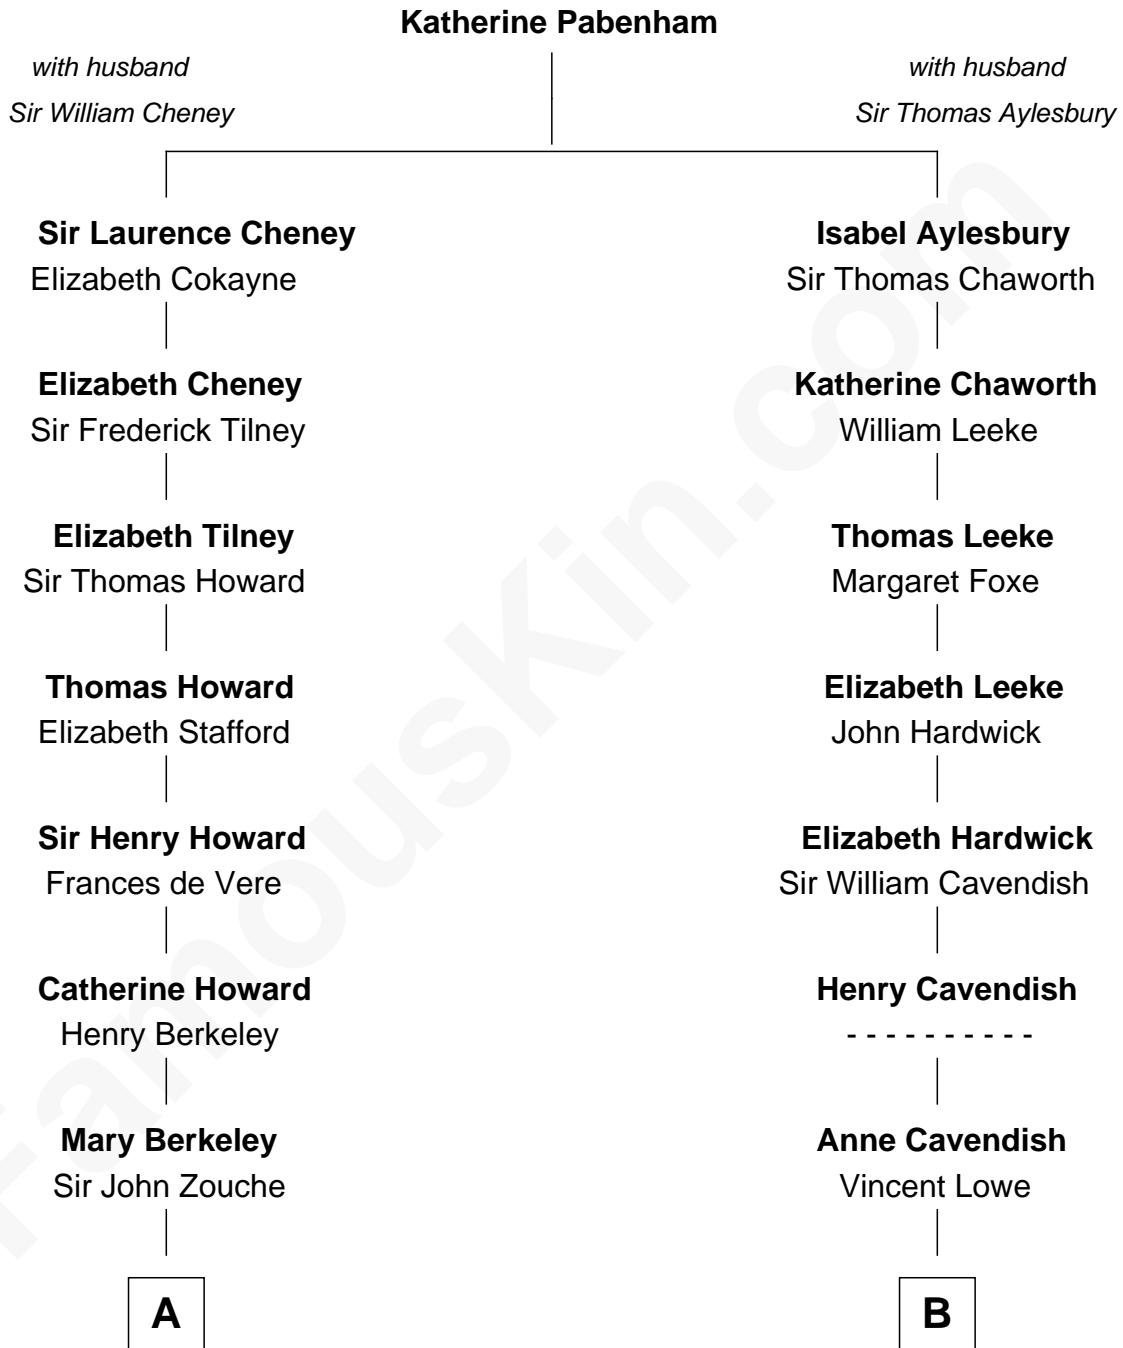 Katherine Pabenham
with husband
Sir William Cheney
with husband
Sir Thomas Aylesbury
Sir Laurence Cheney
Elizabeth Cokayne
Isabel Aylesbury
Sir Thomas Chaworth
Elizabeth Cheney
Sir Frederick Tilney
Katherine Chaworth
William Leeke
Elizabeth Tilney
Sir Thomas Howard
Thomas Leeke
Margaret Foxe
Thomas Howard
Elizabeth Stafford
Elizabeth Leeke
John Hardwick
Sir Henry Howard
Frances de Vere
Elizabeth Hardwick
Sir William Cavendish
Catherine Howard
Henry Berkeley
Henry Cavendish
- - - - - - - - - -
Mary Berkeley
Sir John Zouche
Anne Cavendish
Vincent Lowe
A
B
FamousKin.com